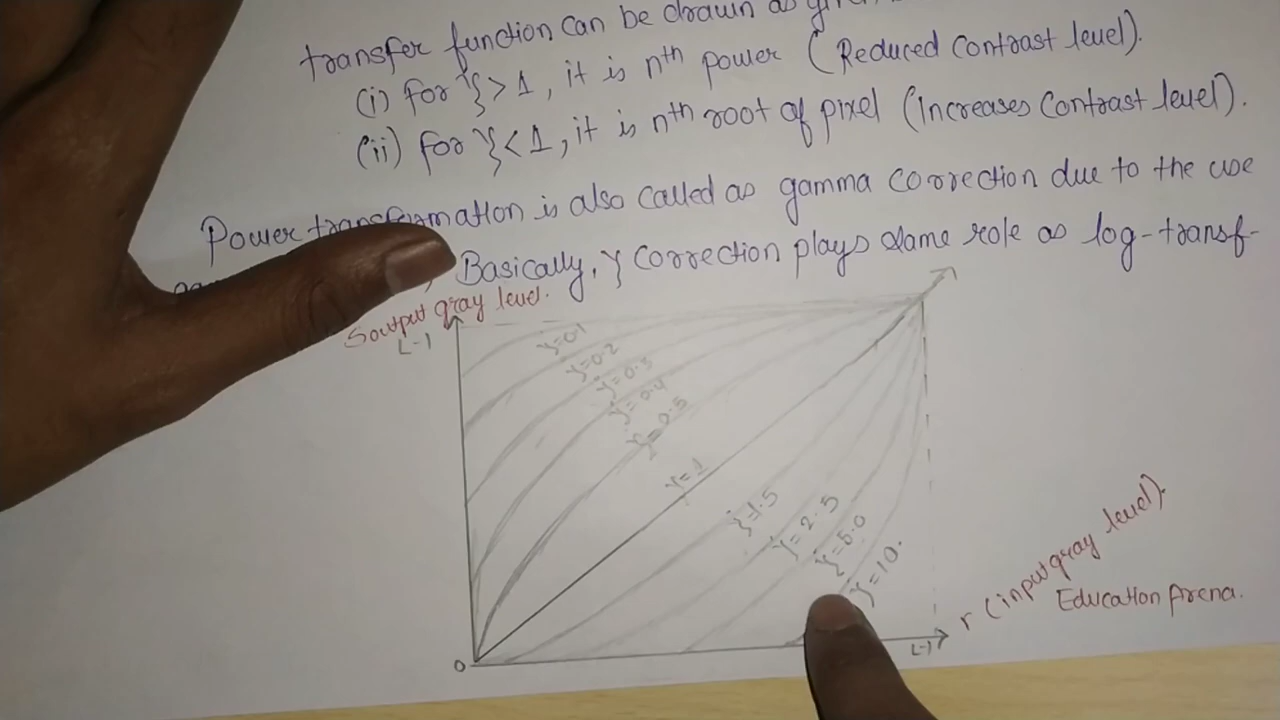 transfer function can be drawn as
(i) for γ > 1, it is nth power (Reduced Contrast level).
(ii) for γ < 1, it is nth root of pixel (Increases Contrast level).
Power transformation is also called as gamma correction due to the use
Basically, γ Correction plays same role as log-transf-
S output gray level.
L-1
γ=0.1
γ=0.2
γ=0.3
γ=0.4
γ=0.5
γ=1
γ=1.5
γ=2.5
γ=5.0
γ=10.
0
L-1
r (input gray level).
Education Arena.